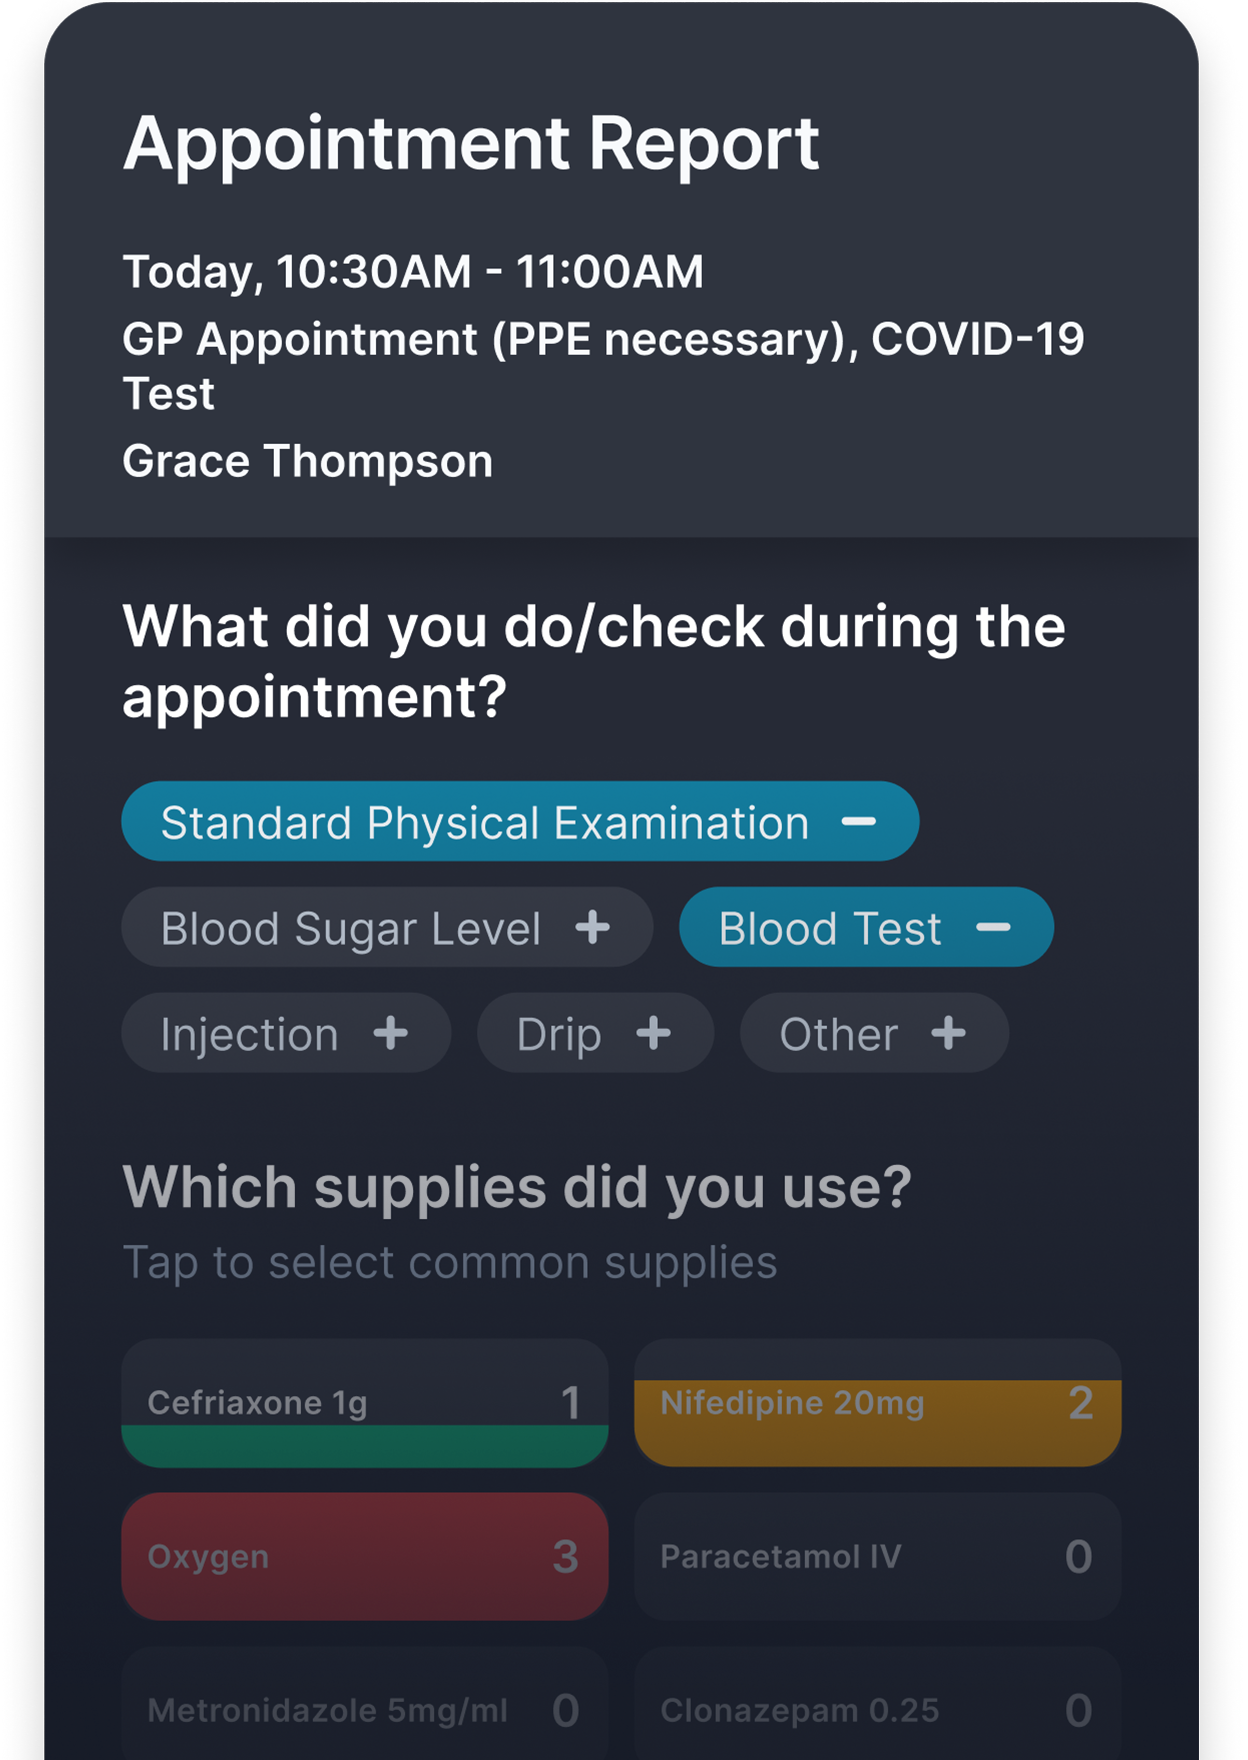 Appointment Report
Today, 10:30AM - 11:00AM
GP Appointment (PPE necessary), COVID-19
Test
Grace Thompson
What did you do/check during the
appointment?
Standard Physical Examination −
Blood Sugar Level + Blood Test −
Injection + Drip + Other +
Which supplies did you use?
Tap to select common supplies
Cefriaxone 1g 1 Nifedipine 20mg 2
Oxygen 3 Paracetamol IV 0
Metronidazole 5mg/ml 0 Clonazepam 0.25 0